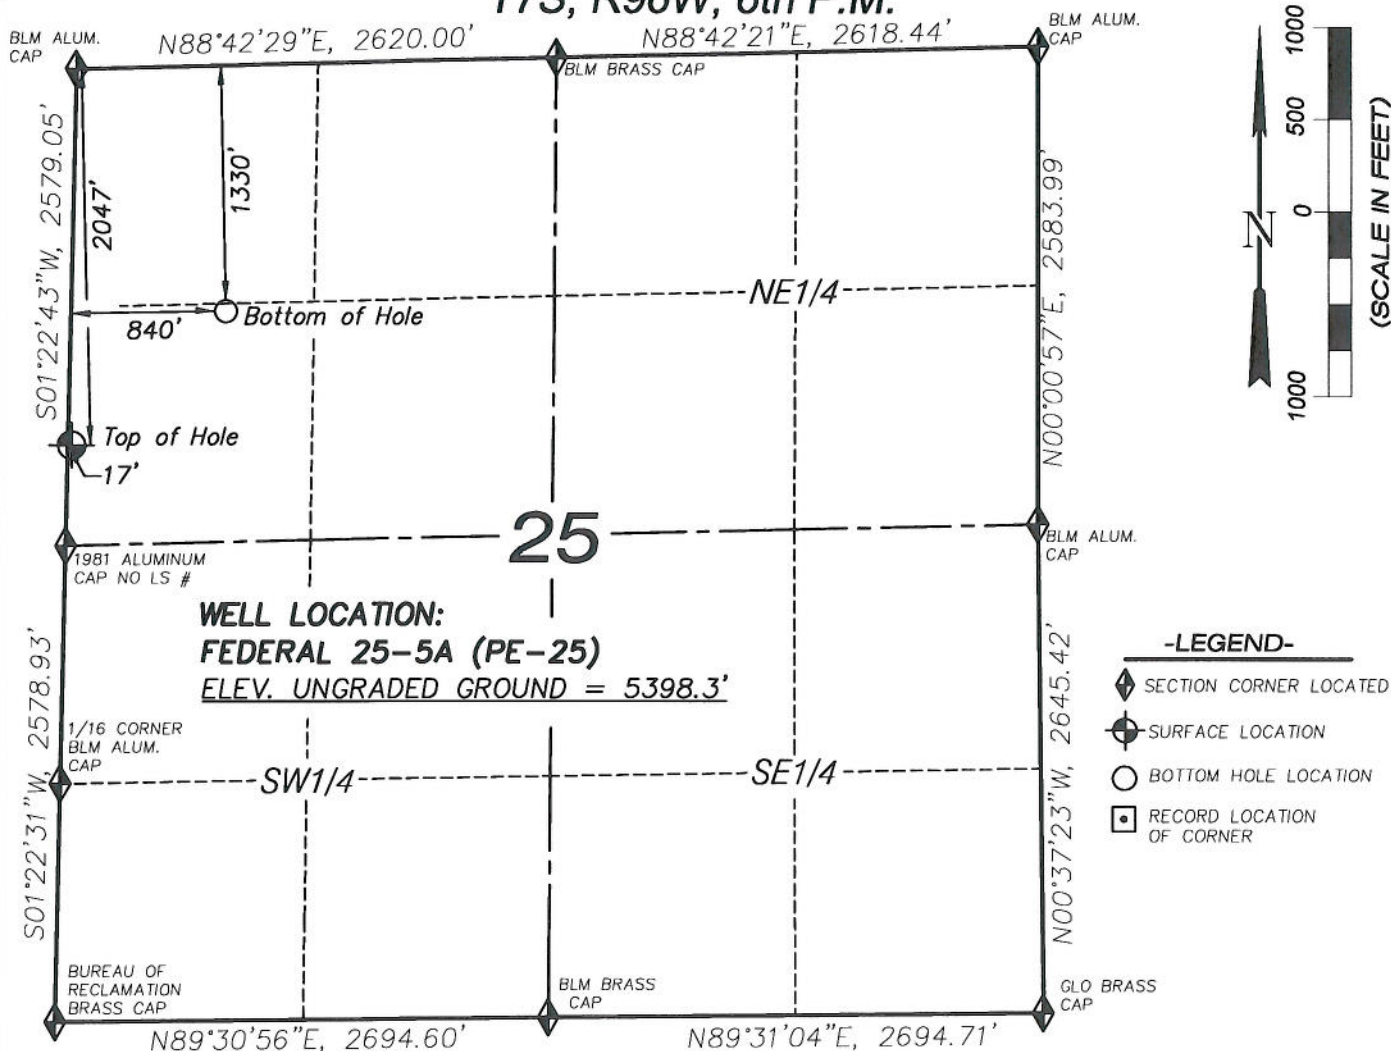 T7S, R96W, 6th P.M.
BLM ALUM.
CAP
N88°42'29"E, 2620.00'
N88°42'21"E, 2618.44'
BLM ALUM.
CAP
BLM BRASS CAP
S01°22'43"W, 2579.05'
2047'
1330'
N00°00'57"E, 2583.99'
1000
500
0
1000
N
(SCALE IN FEET)
NE1/4
840'
Bottom of Hole
Top of Hole
17'
25
1981 ALUMINUM
CAP NO LS #
BLM ALUM.
CAP
WELL LOCATION:
FEDERAL 25-5A (PE-25)
ELEV. UNGRADED GROUND = 5398.3'
S01°22'31"W, 2578.93'
1/16 CORNER
BLM ALUM.
CAP
SW1/4
SE1/4
N00°37'23"W, 2645.42'
-LEGEND-
SECTION CORNER LOCATED
SURFACE LOCATION
BOTTOM HOLE LOCATION
RECORD LOCATION
OF CORNER
BUREAU OF
RECLAMATION
BRASS CAP
BLM BRASS
CAP
GLO BRASS
CAP
N89°30'56"E, 2694.60'
N89°31'04"E, 2694.71'